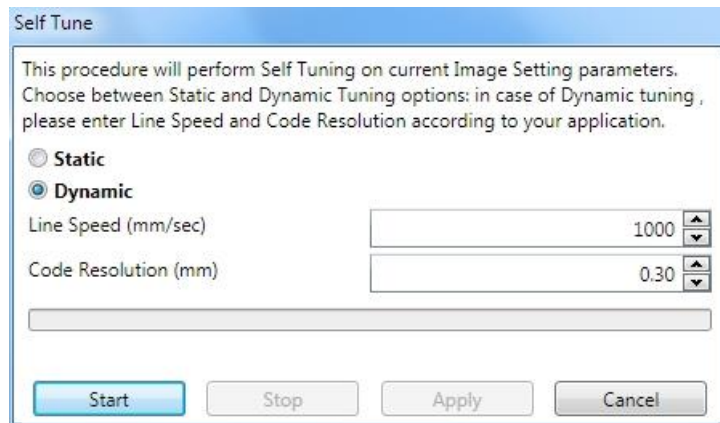 Self Tune
This procedure will perform Self Tuning on current Image Setting parameters.
Choose between Static and Dynamic Tuning options: in case of Dynamic tuning ,
please enter Line Speed and Code Resolution according to your application.
Static
Dynamic
Line Speed (mm/sec) 1000
Code Resolution (mm) 0.30
Start Stop Apply Cancel